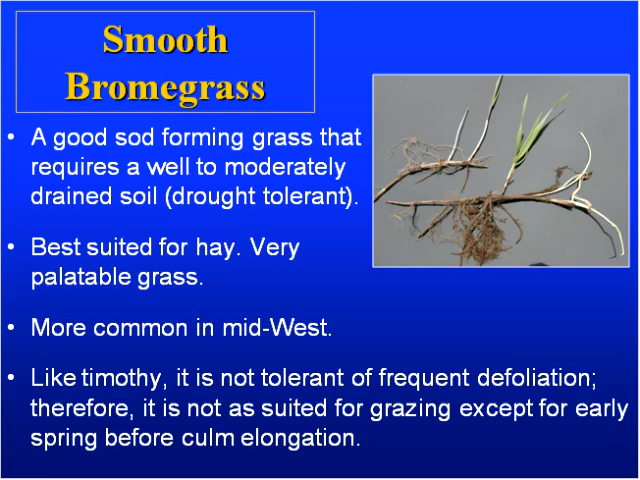 Smooth
Bromegrass
• A good sod forming grass that
requires a well to moderately
drained soil (drought tolerant).
• Best suited for hay. Very
palatable grass.
• More common in mid-West.
• Like timothy, it is not tolerant of frequent defoliation;
therefore, it is not as suited for grazing except for early
spring before culm elongation.